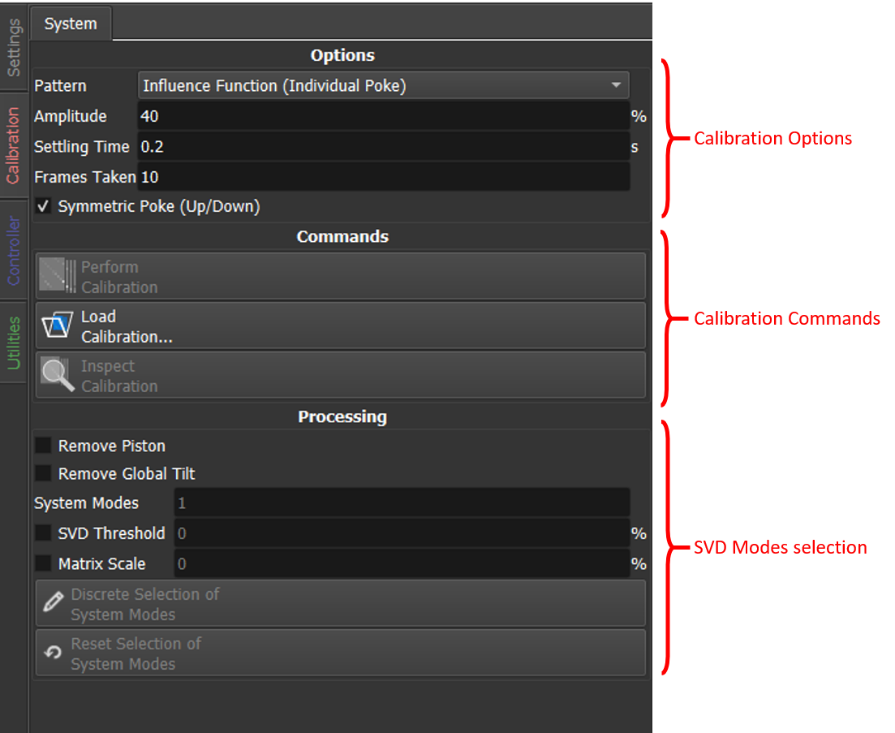 Settings
Calibration
Controller
Utilities
System
Options
Pattern Influence Function (Individual Poke)
Amplitude 40 %
Settling Time 0.2 s
Frames Taken 10
Symmetric Poke (Up/Down)
Calibration Options
Commands
Perform
Calibration
Load
Calibration...
Inspect
Calibration
Calibration Commands
Processing
Remove Piston
Remove Global Tilt
System Modes 1
SVD Threshold 0 %
Matrix Scale 0 %
Discrete Selection of
System Modes
Reset Selection of
System Modes
SVD Modes selection